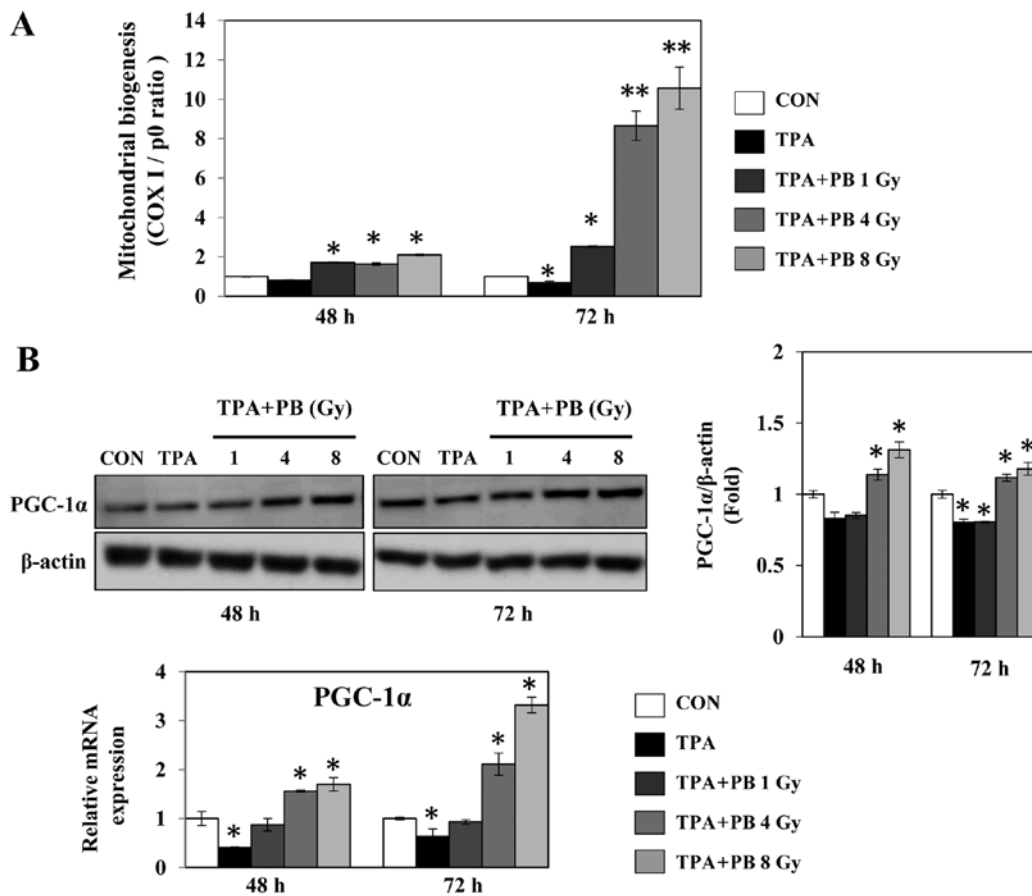 A
Mitochondrial biogenesis
(COX I / p0 ratio )
14
12
10
8
6
4
2
0
* * *
* * ** **
48 h 72 h
CON
TPA
TPA+PB 1 Gy
TPA+PB 4 Gy
TPA+PB 8 Gy
B
TPA+PB (Gy) TPA+PB (Gy)
CON TPA 1 4 8 CON TPA 1 4 8
PGC-1α
β-actin
48 h 72 h
PGC-1α/β-actin
(Fold)
2
1.5
1
0.5
0
* *
* * * *
48 h 72 h
Relative mRNA
expression
4
3
2
1
0
PGC-1α
* * *
* * *
48 h 72 h
CON
TPA
TPA+PB 1 Gy
TPA+PB 4 Gy
TPA+PB 8 Gy